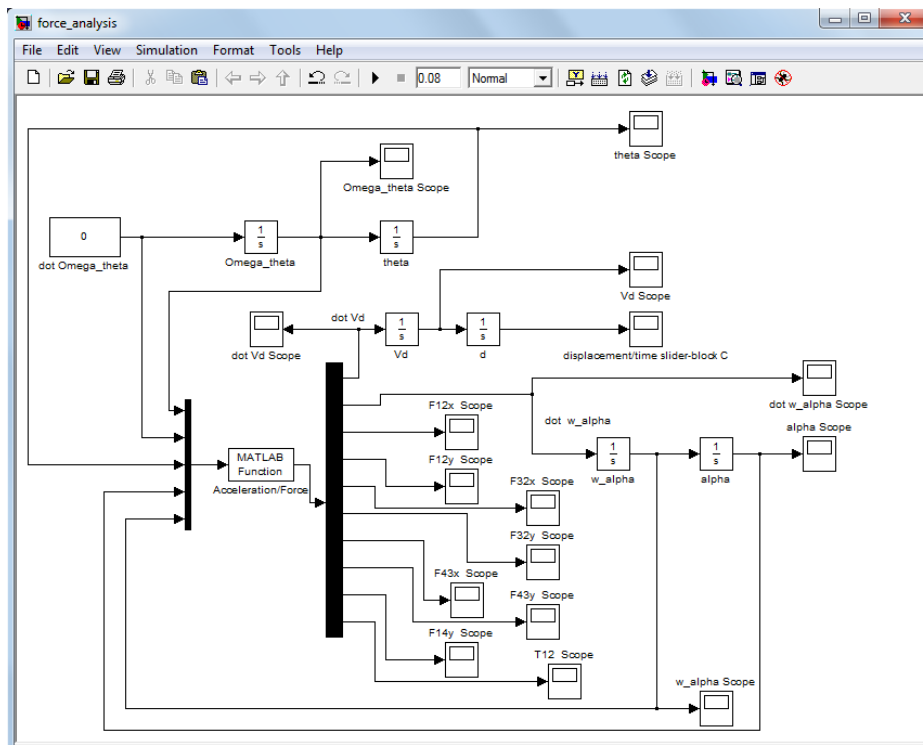 force_analysis
File Edit View Simulation Format Tools Help
0.08 Normal
theta Scope
Omega_theta Scope
0
dot Omega_theta
1
s
Omega_theta
1
s
theta
Vd Scope
dot Vd
dot Vd Scope
1
s
Vd
1
s
d
displacement/time slider-block C
dot w_alpha Scope
F12x Scope
dot w_alpha
alpha Scope
MATLAB
Function
Acceleration/Force
F12y Scope
1
s
w_alpha
1
s
alpha
F32x Scope
F32y Scope
F43x Scope
F43y Scope
F14y Scope
T12 Scope
w_alpha Scope